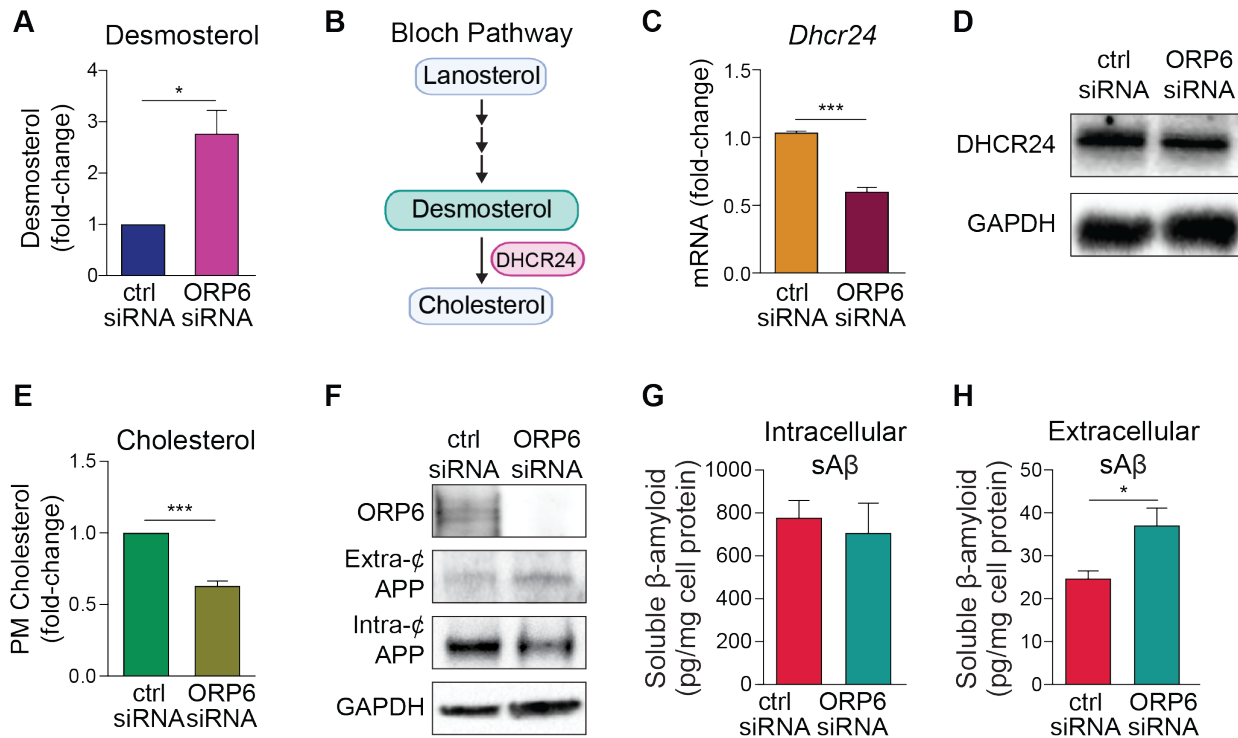 A
Desmosterol
Desmosterol
(fold-change)
4
3
2
1
0
*
ctrl
siRNA
ORP6
siRNA
B
Bloch Pathway
Lanosterol
Desmosterol
DHCR24
Cholesterol
C
Dhcr24
mRNA (fold-change)
1.5
1.0
0.5
0.0
***
ctrl
siRNA
ORP6
siRNA
D
ctrl
siRNA
ORP6
siRNA
DHCR24
GAPDH
E
Cholesterol
PM Cholesterol
(fold-change)
1.5
1.0
0.5
0.0
***
ctrl
siRNA
ORP6
siRNA
F
ctrl
siRNA
ORP6
siRNA
ORP6
Extra-¢
APP
Intra-¢
APP
GAPDH
G
Intracellular
sAβ
Soluble β-amyloid
(pg/mg cell protein)
1000
800
600
400
200
0
ctrl
siRNA
ORP6
siRNA
H
Extracellular
sAβ
Soluble β-amyloid
(pg/mg cell protein)
50
40
30
20
10
0
*
ctrl
siRNA
ORP6
siRNA